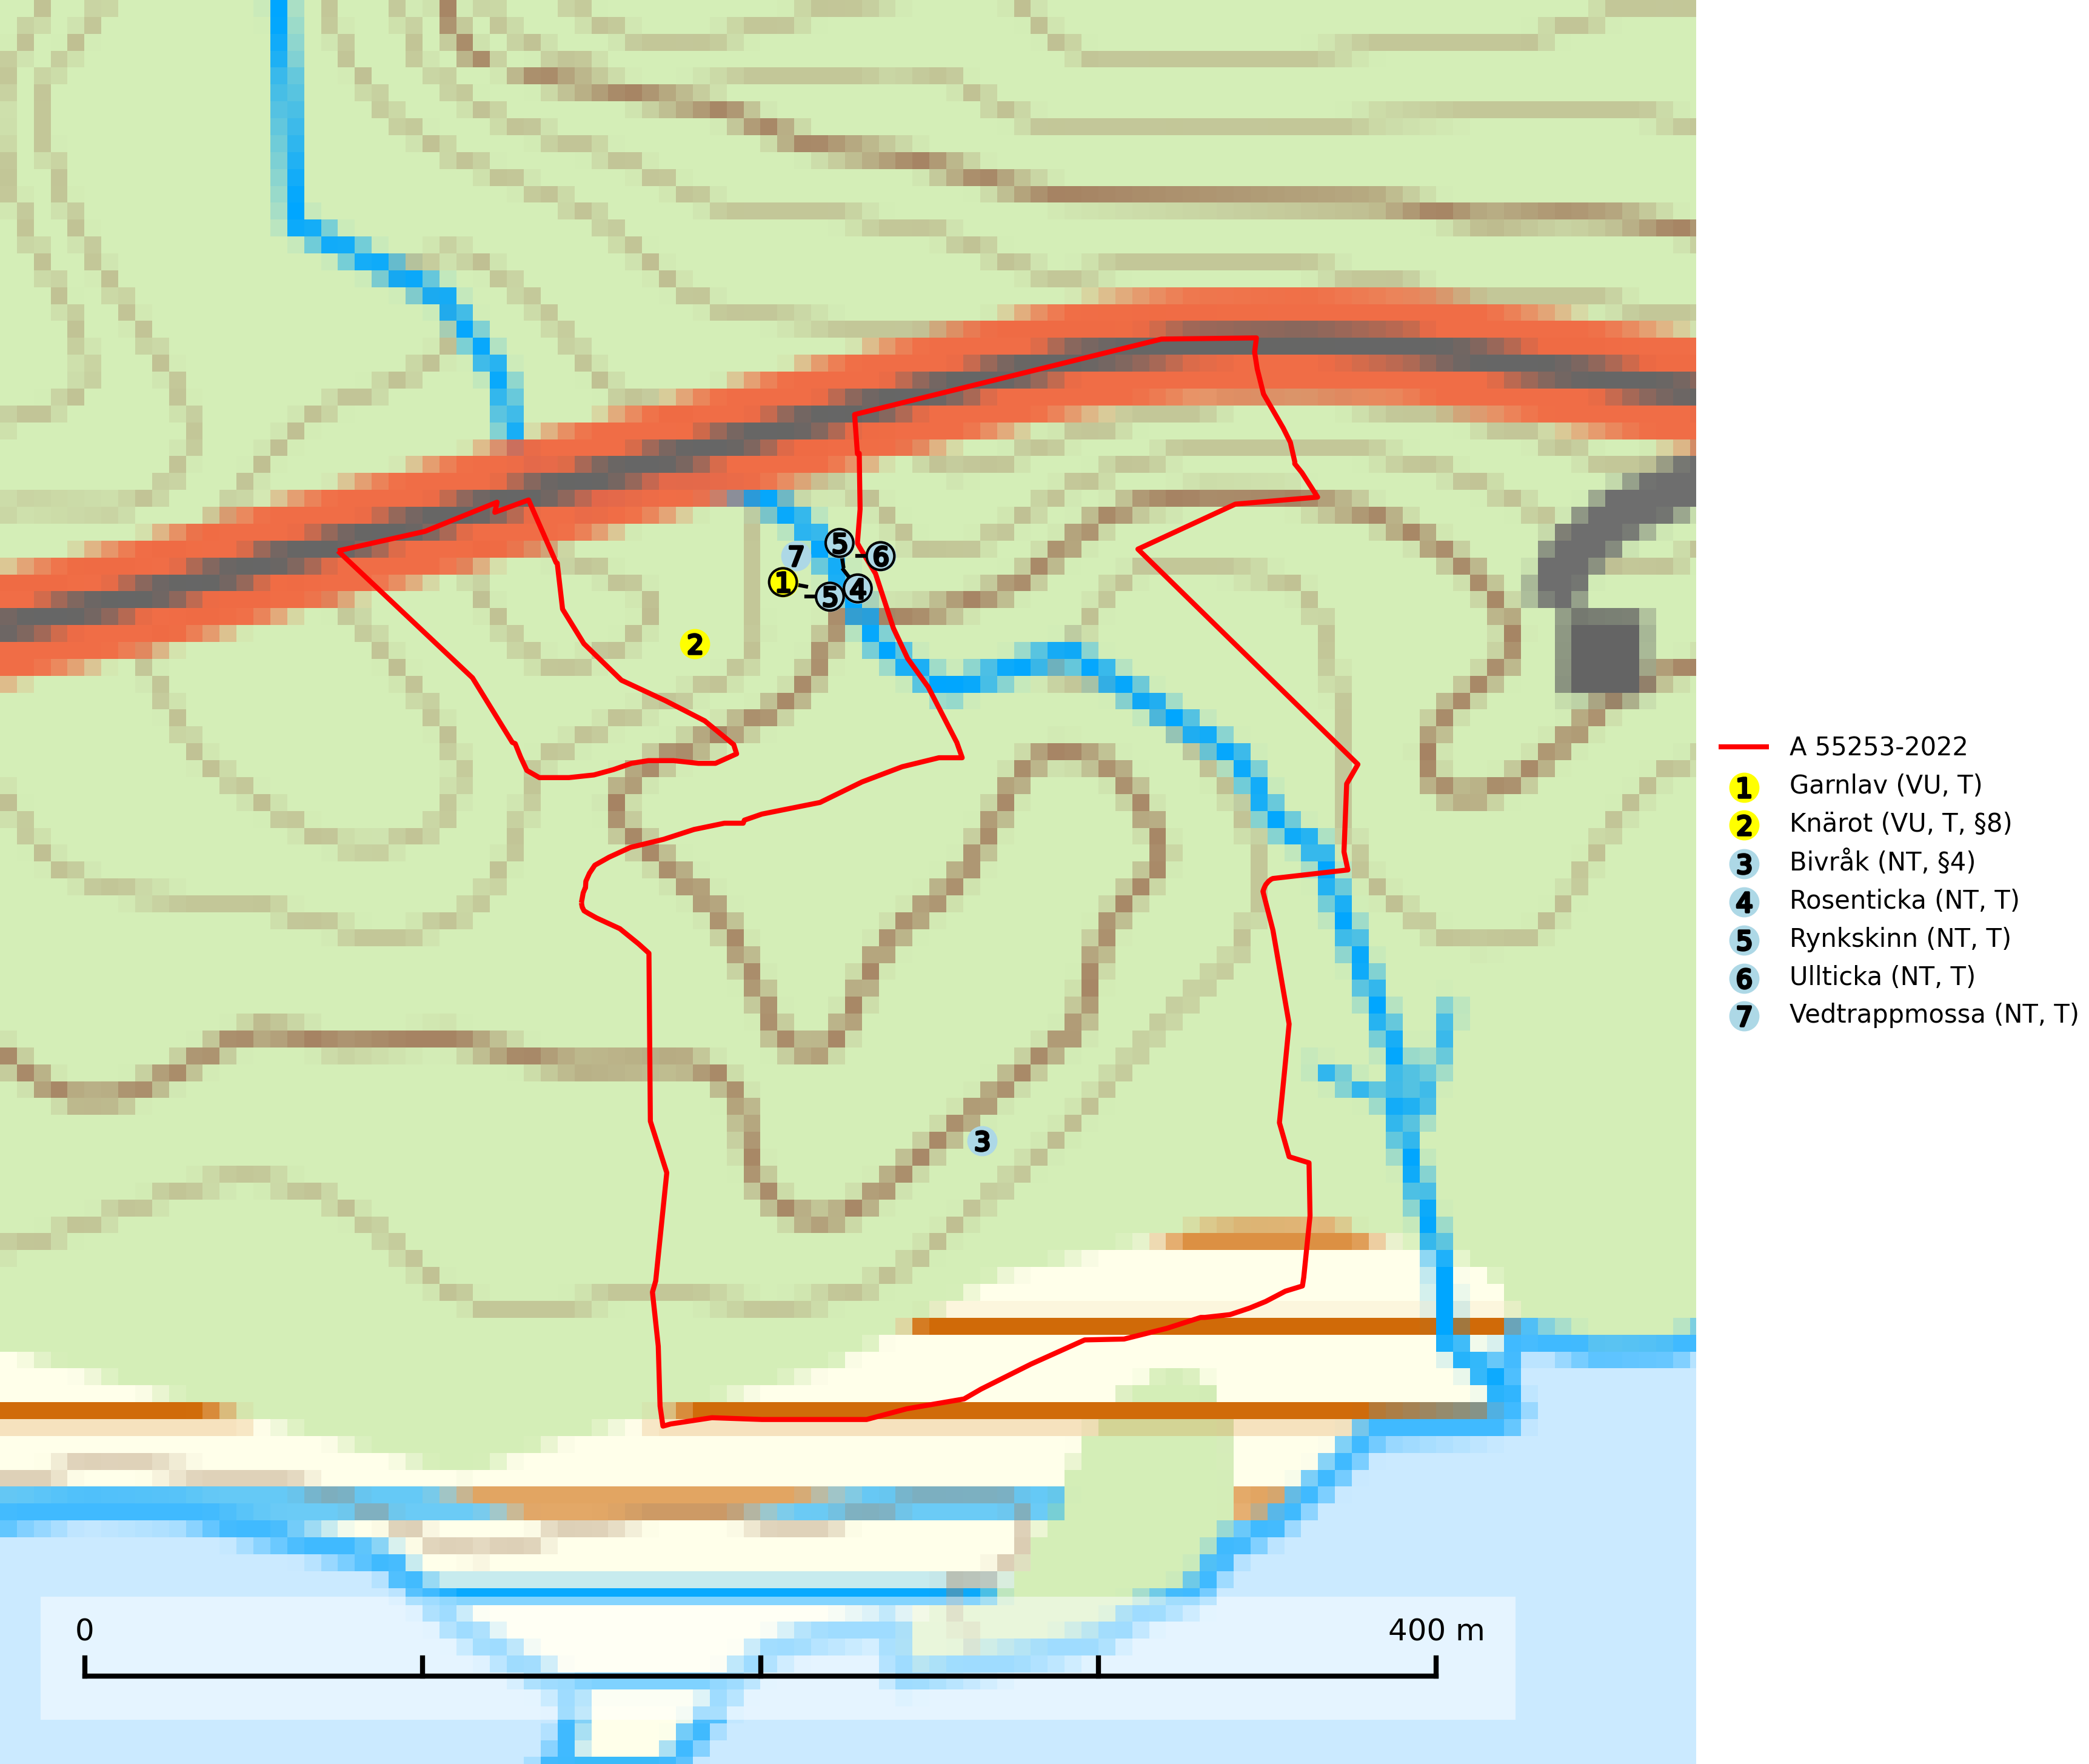 5
7
6
1
4
5
2
3
0
400 m
A 55253-2022
1 Garnlav (VU, T)
2 Knärot (VU, T, §8)
3 Bivråk (NT, §4)
4 Rosenticka (NT, T)
5 Rynkskinn (NT, T)
6 Ullticka (NT, T)
7 Vedtrappmossa (NT, T)